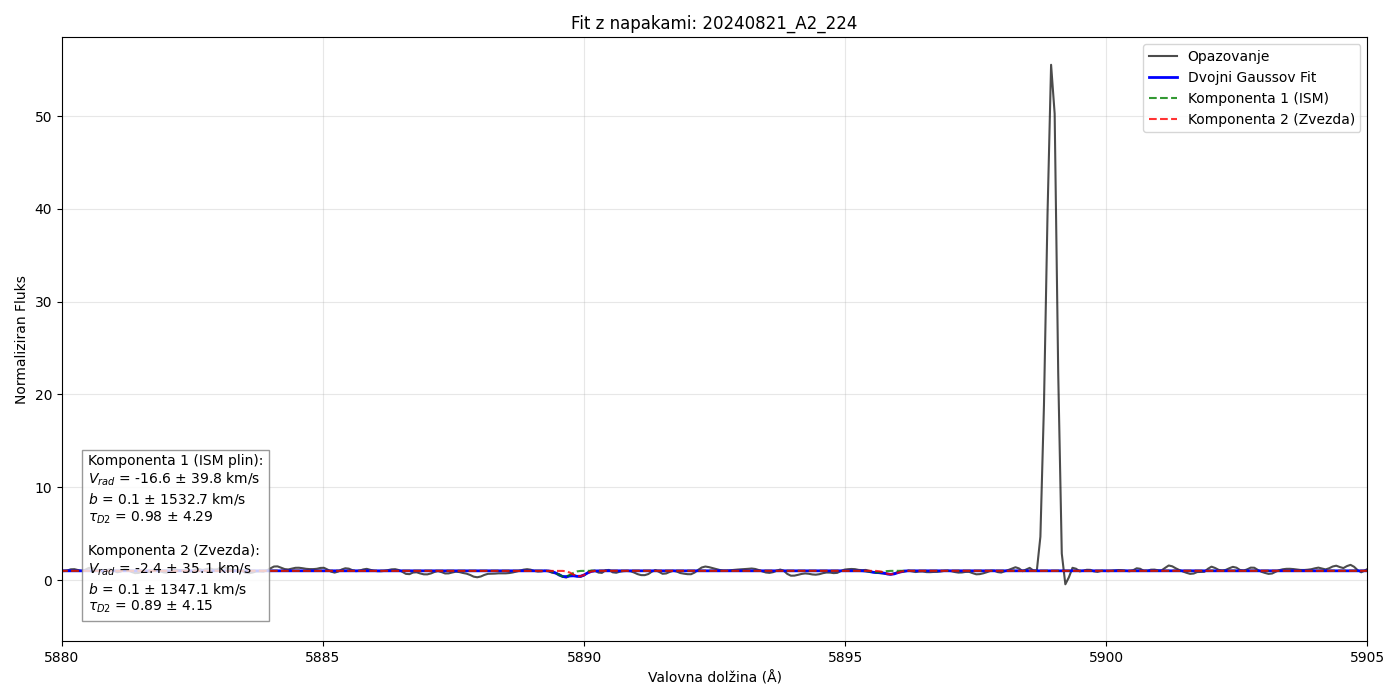 Fit z napakami: 20240821_A2_224
Opazovanje
Dvojni Gaussov Fit
Komponenta 1 (ISM)
Komponenta 2 (Zvezda)
Normaliziran Fluks
50
40
30
20
10
0
Komponenta 1 (ISM plin):
V_rad = -16.6 ± 39.8 km/s
b = 0.1 ± 1532.7 km/s
τ_D2 = 0.98 ± 4.29
Komponenta 2 (Zvezda):
V_rad = -2.4 ± 35.1 km/s
b = 0.1 ± 1347.1 km/s
τ_D2 = 0.89 ± 4.15
5880 5885 5890 5895 5900 5905
Valovna dolžina (Å)